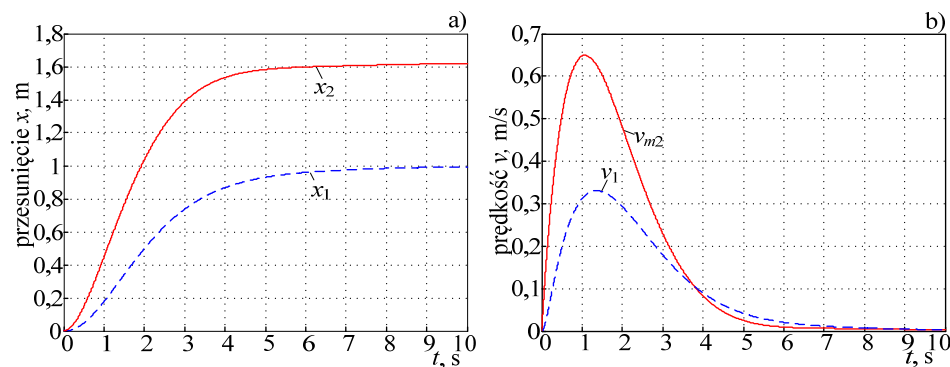 a)
1,8
1,6
1,4
1,2
1
0,8
0,6
0,4
0,2
0
przesunięcie x, m
x2
x1
0 1 2 3 4 5 6 7 8 9 10
t, s
b)
0,7
0,6
0,5
0,4
0,3
0,2
0,1
0
prędkość v, m/s
vm2
v1
0 1 2 3 4 5 6 7 8 9 10
t, s